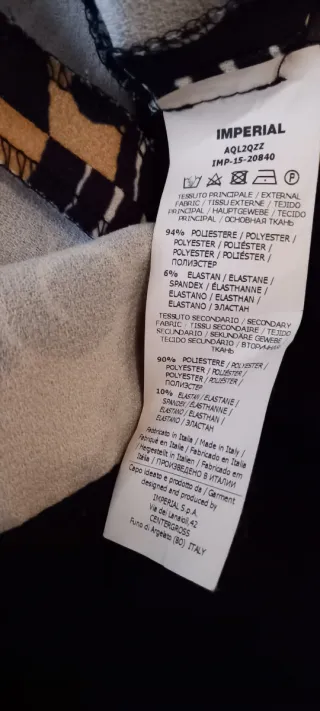 IMPERIAL
AQL2QZZ
IMP-15-20840
P
TESSUTO PRINCIPALE / EXTERNAL
FABRIC / TISSU EXTERNE / TEJIDO
PRINCIPAL / HAUPTGEWEBE / TECIDO
PRINCIPAL / ОСНОВНАЯ ТКАНЬ
94% POLIESTERE / POLYESTER /
POLYESTER / POLIÉSTER /
POLYESTER / POLIÉSTER /
ПОЛИЭСТЕР
6% ELASTAN / ELASTANE /
SPANDEX / ÉLASTHANNE /
ELASTANO / ELASTHAN /
ELASTANO / ЭЛАСТАН
TESSUTO SECONDARIO / SECONDARY
FABRIC / TISSU SECONDAIRE / TEJIDO
SECUNDARIO / SEKUNDÄRE GEWEBE
TECIDO SECUNDÁRIO / ВТОРИЧНАЯ
ТКАНЬ
90% POLIESTERE / POLYESTER /
POLYESTER / POLIÉSTER /
POLYESTER / POLIÉSTER /
ПОЛИЭСТЕР
10% ELASTAN / ELASTANE /
SPANDEX / ÉLASTHANNE /
ELASTANO / ELASTHAN /
ELASTANO / ЭЛАСТАН
Fabbricato in Italia / Made in Italy /
Fabriqué en Italie / Fabricado en Italia
/ Hergestellt in Italien / Fabricado em
Itália / ПРОИЗВЕДЕНО В ИТАЛИИ
Capo ideato e prodotto da / Garment
designed and produced by
IMPERIAL S.p.A.
Via dei Lanaioli,42
CENTERGROSS
Funo di Argelato (BO) ITALY